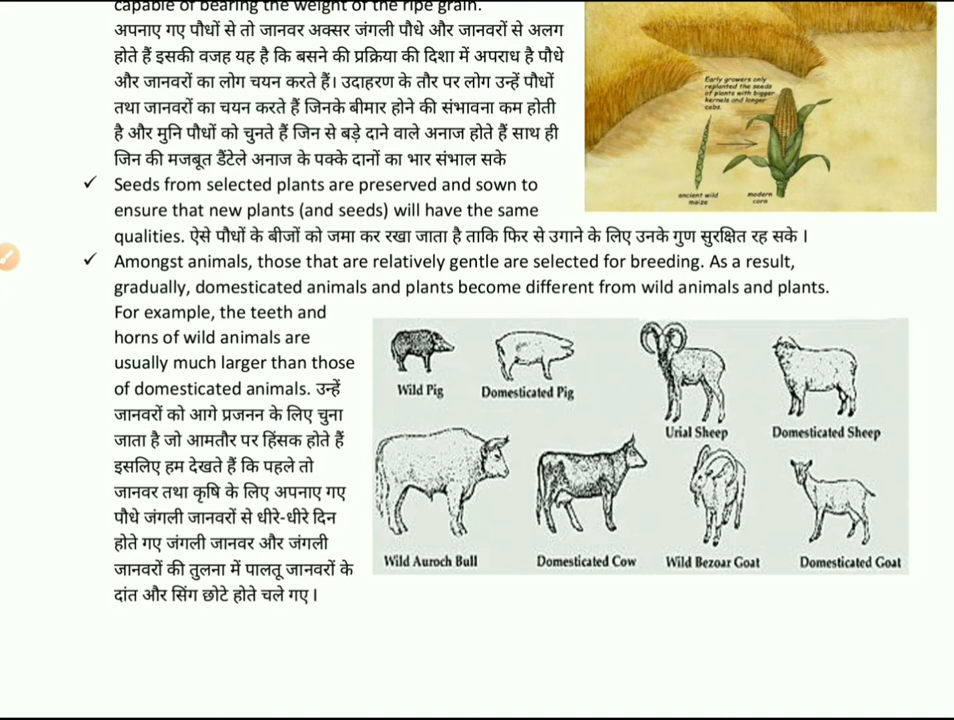 capable of bearing the weight of the ripe grain.
अपनाए गए पौधों से तो जानवर अक्सर जंगली पौधे और जानवरों से अलग
होते हैं इसकी वजह यह है कि बसने की प्रक्रिया की दिशा में अपराध है पौधे
और जानवरों का लोग चयन करते हैं। उदाहरण के तौर पर लोग उन्हें पौधों
तथा जानवरों का चयन करते हैं जिनके बीमार होने की संभावना कम होती
है और मुनि पौधों को चुनते हैं जिन से बड़े दाने वाले अनाज होते हैं साथ ही
जिन की मजबूत डैंटेले अनाज के पक्के दानों का भार संभाल सके
Early growers only
replanted the seeds
of plants with bigger
kernels and longer
cobs.
ancient wild
maize
modern
corn
✓ Seeds from selected plants are preserved and sown to
ensure that new plants (and seeds) will have the same
qualities. ऐसे पौधों के बीजों को जमा कर रखा जाता है ताकि फिर से उगाने के लिए उनके गुण सुरक्षित रह सके ।
✓ Amongst animals, those that are relatively gentle are selected for breeding. As a result,
gradually, domesticated animals and plants become different from wild animals and plants.
For example, the teeth and
horns of wild animals are
usually much larger than those
of domesticated animals. उन्हें
जानवरों को आगे प्रजनन के लिए चुना
जाता है जो आमतौर पर हिंसक होते हैं
इसलिए हम देखते हैं कि पहले तो
जानवर तथा कृषि के लिए अपनाए गए
पौधे जंगली जानवरों से धीरे-धीरे दिन
होते गए जंगली जानवर और जंगली
जानवरों की तुलना में पालतू जानवरों के
दांत और सिंग छोटे होते चले गए ।
Wild Pig
Domesticated Pig
Urial Sheep
Domesticated Sheep
Wild Auroch Bull
Domesticated Cow
Wild Bezoar Goat
Domesticated Goat